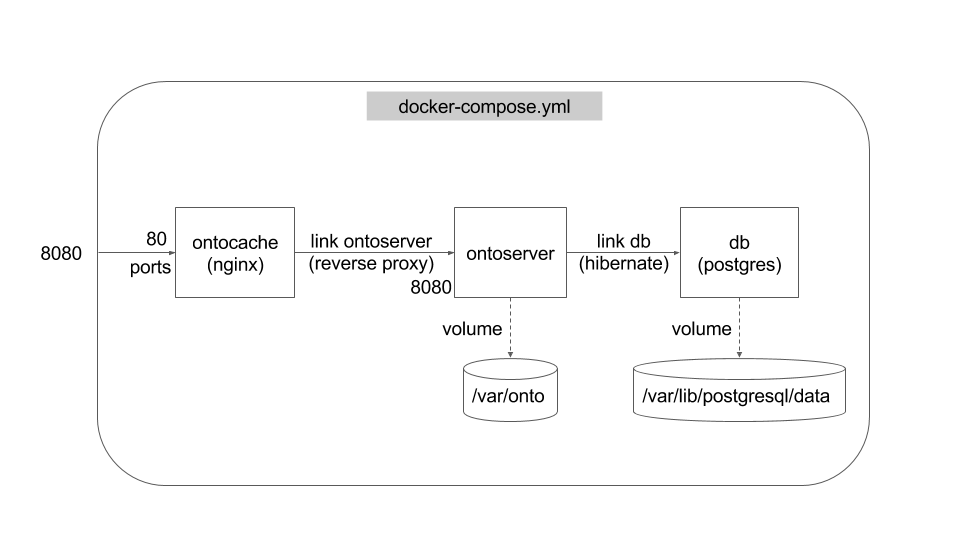 docker-compose.yml
8080
80
ports
ontocache
(nginx)
link ontoserver
(reverse proxy)
8080
ontoserver
link db
(hibernate)
db
(postgres)
volume
volume
/var/onto
/var/lib/postgresql/data